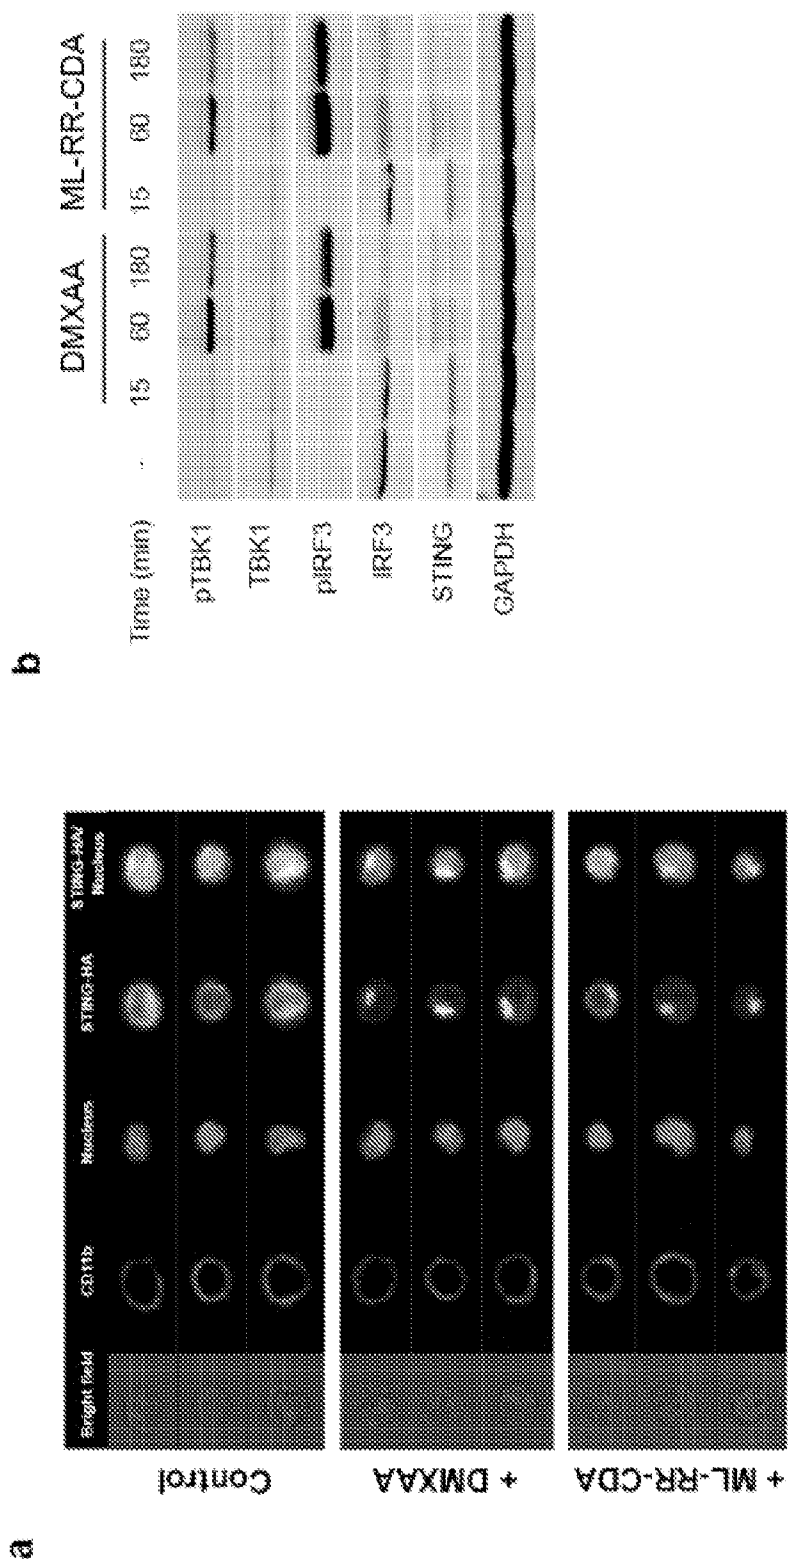 a
Bright field CD11b Nucleus STING-HA STING-HA/ Nucleus
Control
+ DMXAA
+ ML-RR-CDA
b
DMXAA ML-RR-CDA
Time (min) - 15 60 180 15 60 180
pTBK1
TBK1
pIRF3
IRF3
STING
GAPDH